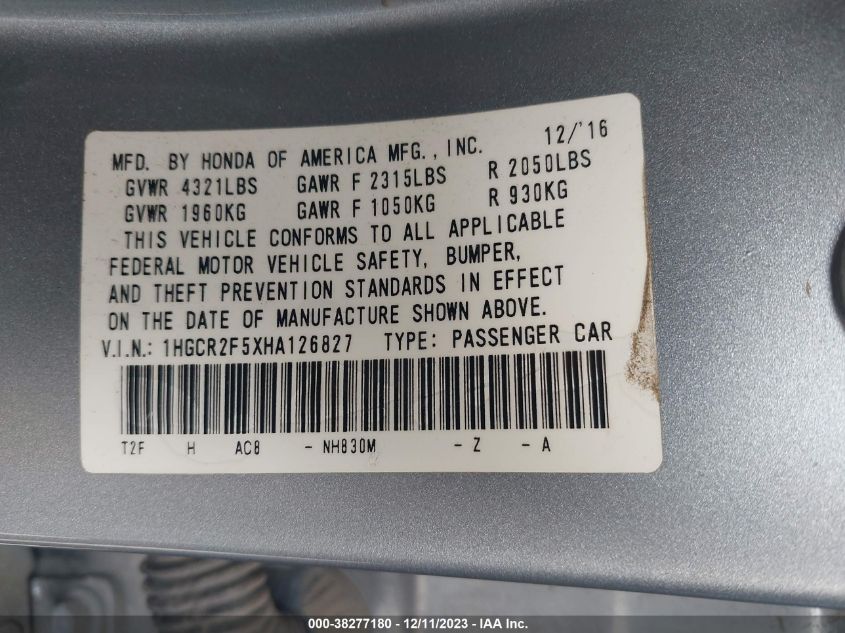 12/'16
MFD. BY HONDA OF AMERICA MFG., INC.
GVWR 4321LBS GAWR F 2315LBS R 2050LBS
GVWR 1960KG GAWR F 1050KG R 930KG
THIS VEHICLE CONFORMS TO ALL APPLICABLE
FEDERAL MOTOR VEHICLE SAFETY, BUMPER,
AND THEFT PREVENTION STANDARDS IN EFFECT
ON THE DATE OF MANUFACTURE SHOWN ABOVE.
V.I.N.: 1HGCR2F5XHA126827 TYPE: PASSENGER CAR
T2F H AC8 - NH830M - Z - A
000-38277180 - 12/11/2023 - IAA Inc.